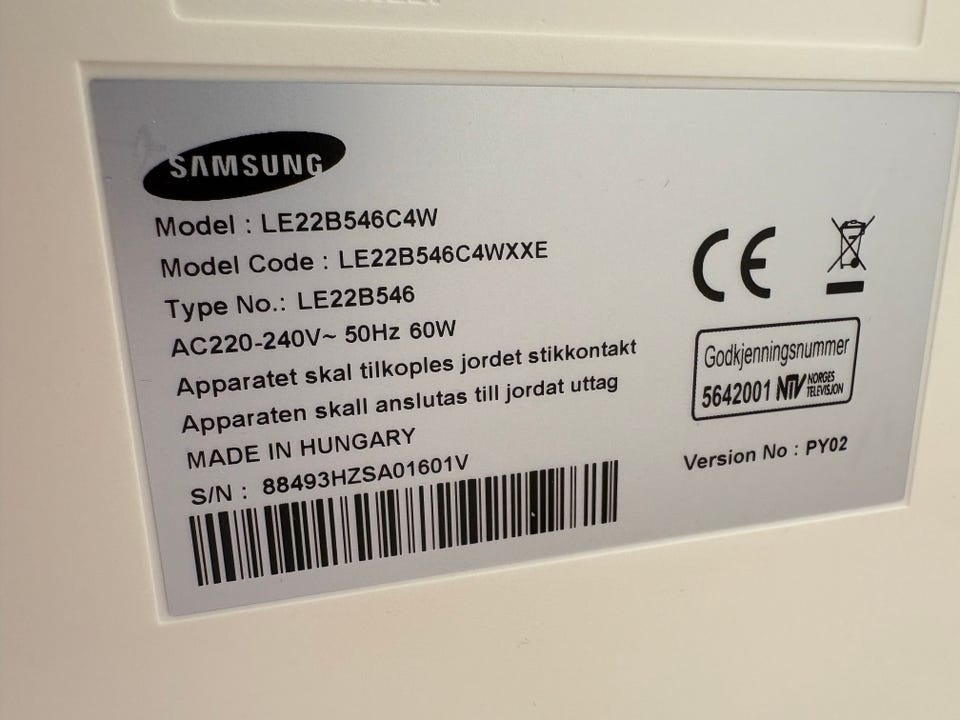 SAMSUNG
Model : LE22B546C4W
Model Code : LE22B546C4WXXE
Type No.: LE22B546
AC220-240V~ 50Hz 60W
Apparatet skal tilkoples jordet stikkontakt
Apparaten skall anslutas till jordat uttag
MADE IN HUNGARY
S/N : 88493HZSA01601V
CE
Godkjenningsnummer
5642001 NTV NORGES
TELEVISJON
Version No : PY02